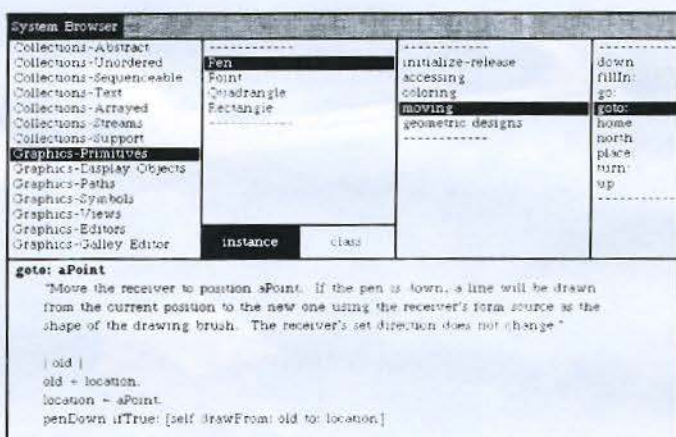 System Browser
Collections-Abstract
Collections-Unordered
Collections-Sequenceable
Collections-Text
Collections-Arrayed
Collections-Streams
Collections-Support
Graphics-Primitives
Graphics-Display Objects
Graphics-Paths
Graphics-Symbols
Graphics-Views
Graphics-Editors
Graphics-Galley Editor
------------
Pen
Point
Quadrangle
Rectangle
------------
instance
class
------------
initialize-release
accessing
coloring
moving
geometric designs
------------
------------
down
fillIn:
go:
goto:
home
north
place:
turn:
up
------------
goto: aPoint
"Move the receiver to position aPoint. If the pen is down, a line will be drawn
from the current position to the new one using the receiver's form source as the
shape of the drawing brush. The receiver's set direction does not change."
| old |
old ← location.
location ← aPoint.
penDown ifTrue: [self drawFrom: old to: location]